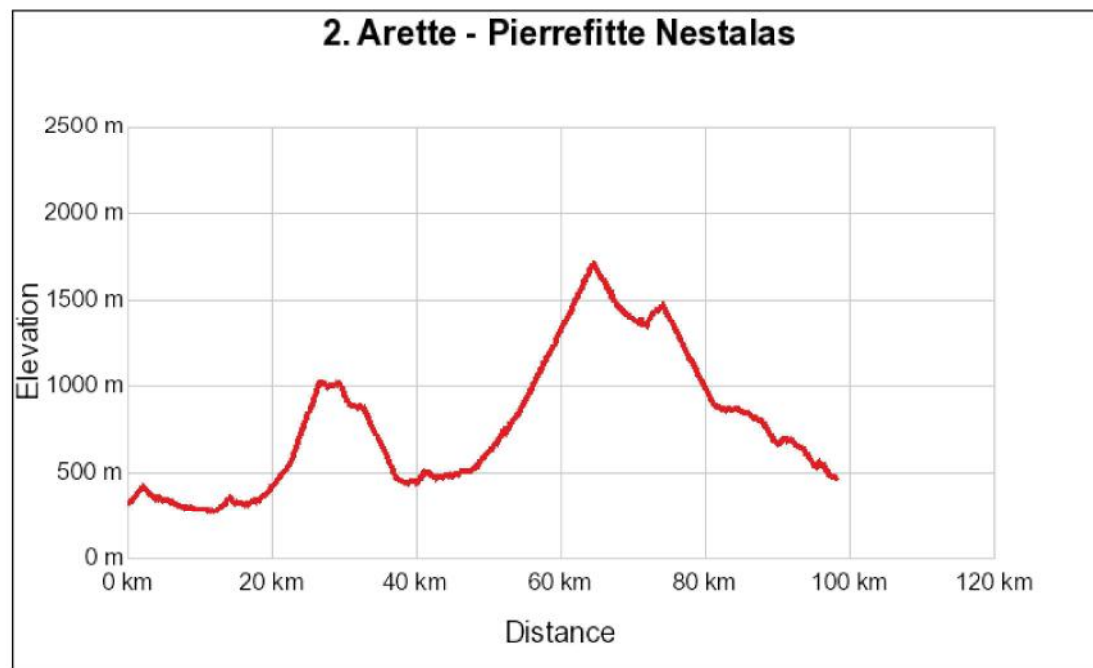 2. Arette - Pierrefitte Nestalas
2500 m
2000 m
1500 m
1000 m
500 m
0 m
Elevation
0 km 20 km 40 km 60 km 80 km 100 km 120 km
Distance